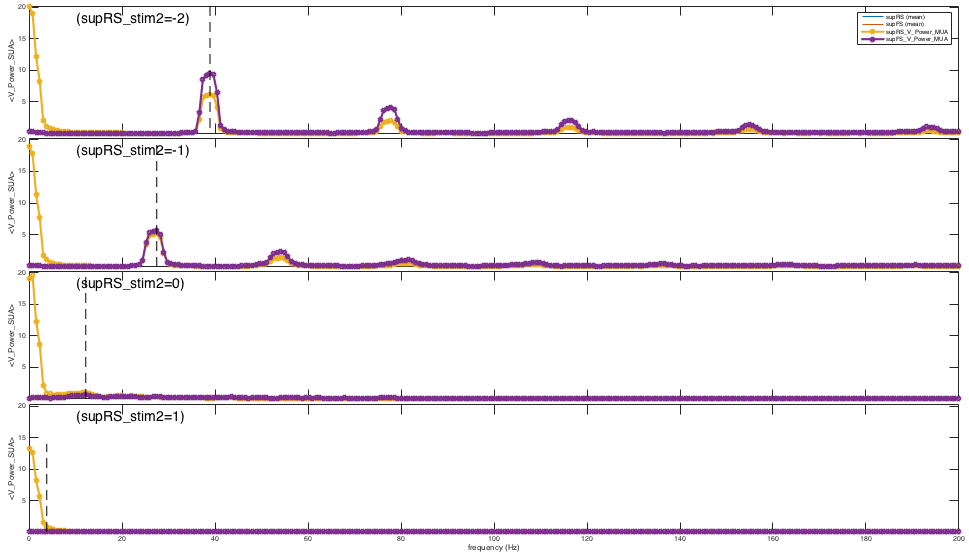 (supRS_stim2=-2)
supRS (mean)
supFS (mean)
supRS_V_Power_MUA
supFS_V_Power_MUA
<V_Power_SUA>
20
15
10
5
(supRS_stim2=-1)
<V_Power_SUA>
20
15
10
5
(supRS_stim2=0)
<V_Power_SUA>
20
15
10
5
(supRS_stim2=1)
<V_Power_SUA>
20
15
10
5
0 20 40 60 80 100 120 140 160 180 200
frequency (Hz)